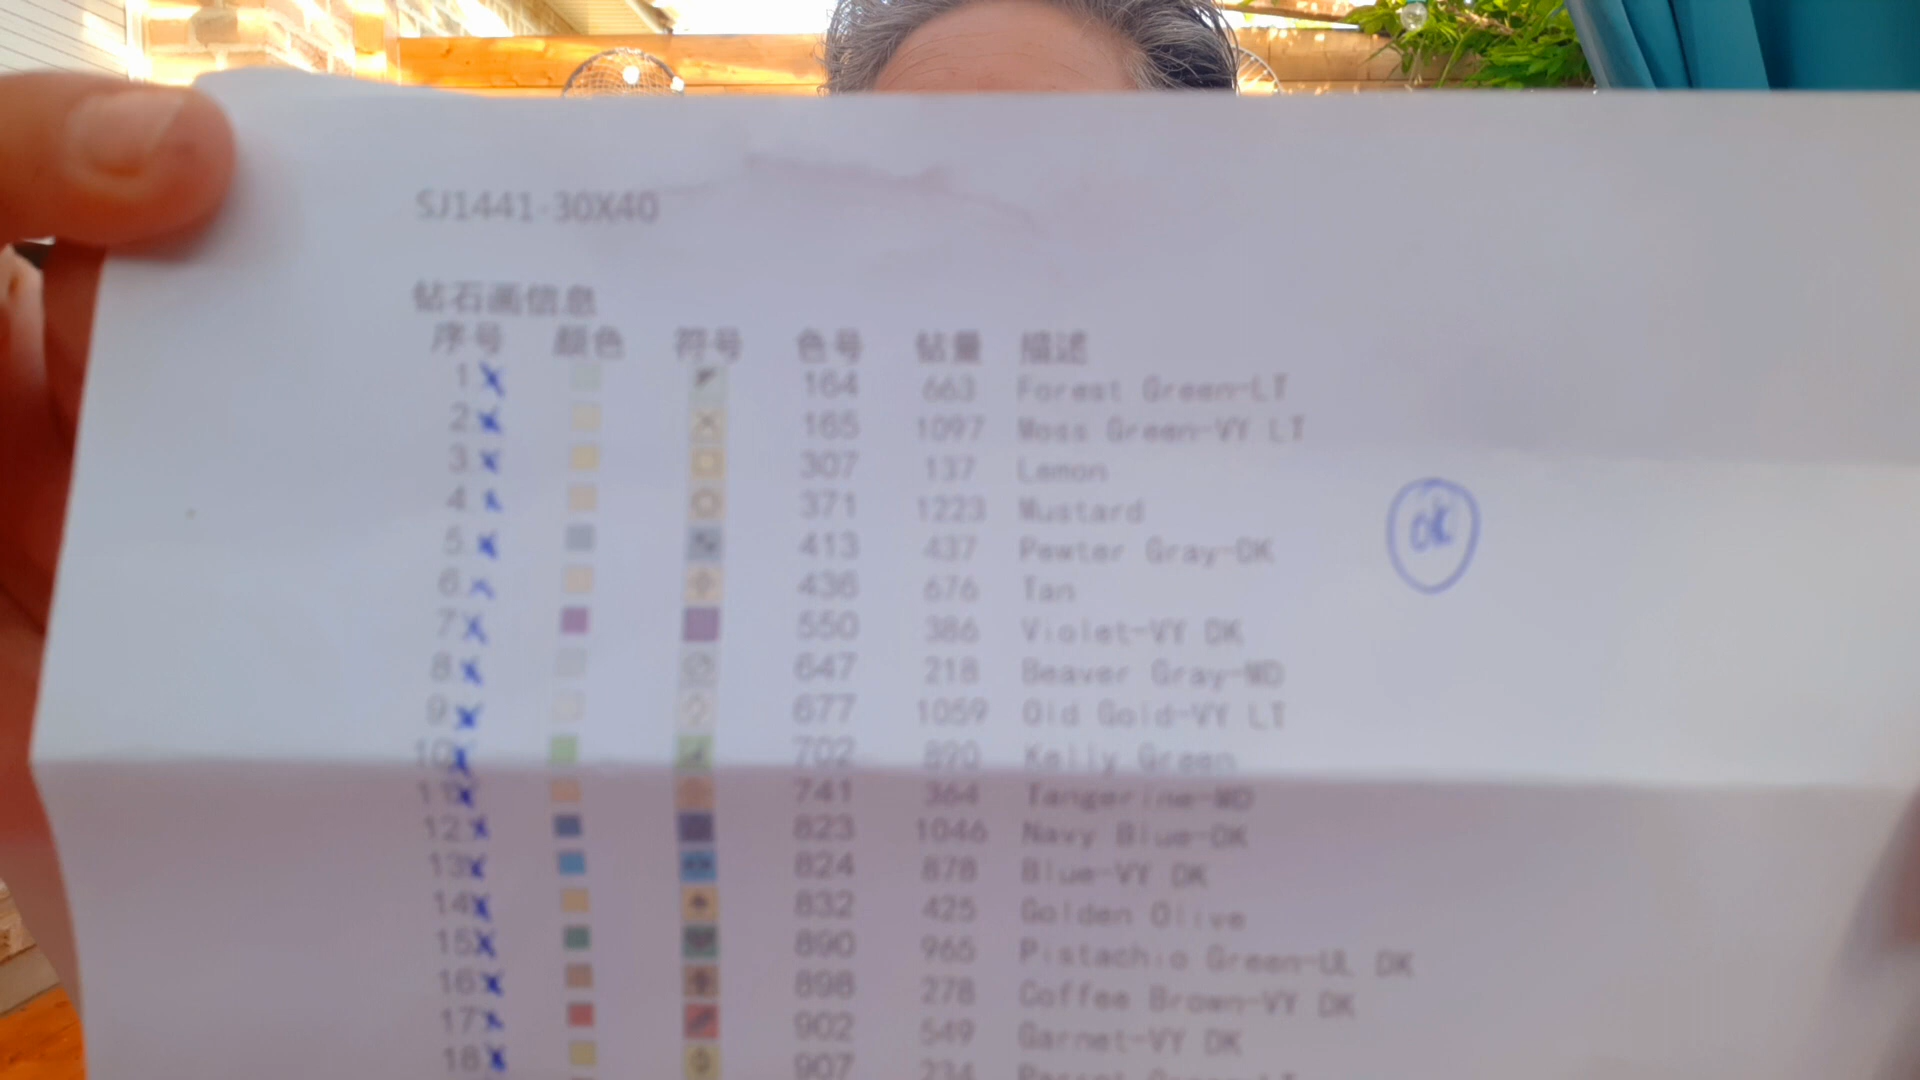 SJ1441-30X40
钻石画信息
序号 颜色 符号 色号 钻量 描述
1 x 164 663 Forest Green-LT
2 x 165 1097 Moss Green-VY LT
3 x 307 137 Lemon
4 x 371 1223 Mustard
OK
5 x 413 437 Pewter Gray-DK
6 x 436 676 Tan
7 x 550 386 Violet-VY DK
8 x 647 218 Beaver Gray-MD
9 x 677 1059 Old Gold-VY LT
10 x 702 890 Kelly Green
11 x 741 364 Tangerine-MD
12 x 823 1046 Navy Blue-DK
13 x 824 878 Blue-VY DK
14 x 832 425 Golden Olive
15 x 890 965 Pistachio Green-UL DK
16 x 898 278 Coffee Brown-VY DK
17 x 902 549 Garnet-VY DK
18 x 907 234